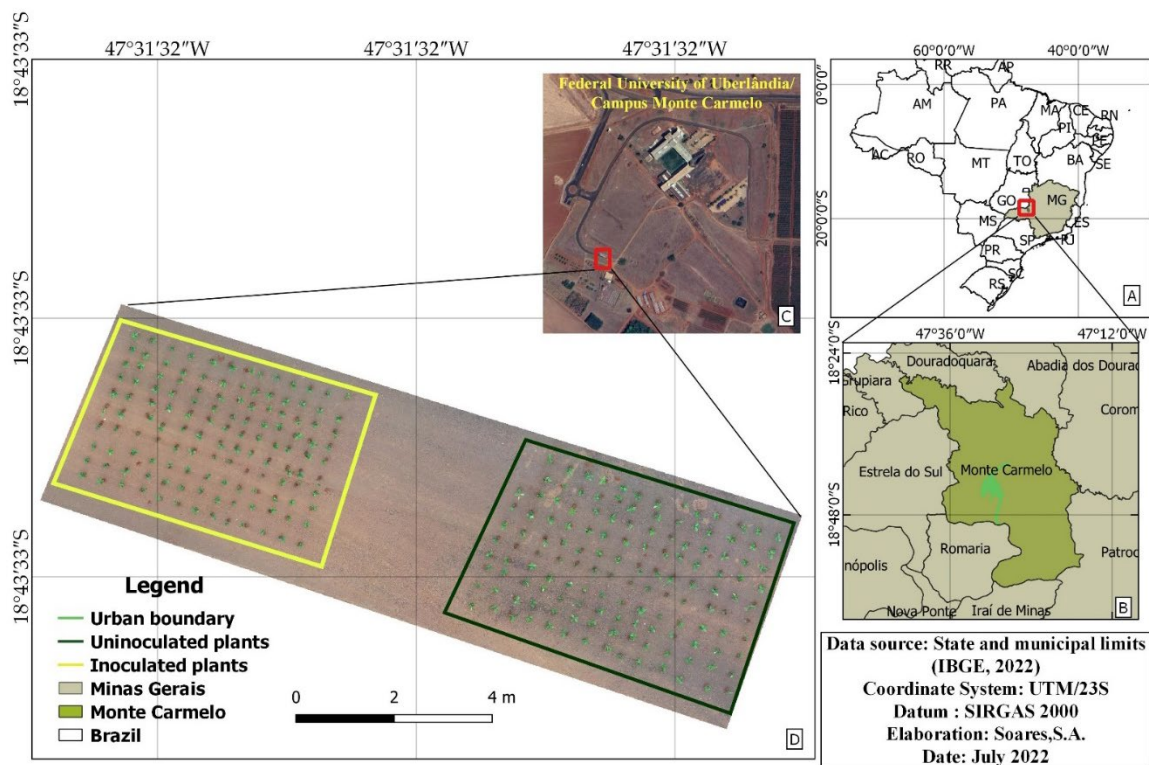 47°31'32"W 47°31'32"W 47°31'32"W
18°43'33"S
18°43'33"S
18°43'33"S
Federal University of Uberlândia/
Campus Monte Carmelo
C
Legend
Urban boundary
Uninoculated plants
Inoculated plants
Minas Gerais
Monte Carmelo
Brazil
0 2 4 m
D
60°0'0"W 40°0'0"W
0°0'0"
20°0'0"S
RR AP
AM PA MA CE RN
PI PE
AC RO TO BA SE
MT
GO MG
MS ES
SP RJ
PR
SC
RS
A
47°36'0"W 47°12'0"W
18°24'0"S
18°48'0"S
Douradoquara
Abadia dos Dourad
Grupiara
Rico Corom
Estrela do Sul Monte Carmelo
Romaria Patroc
nópolis
Nova Ponte Iraí de Minas
B
Data source: State and municipal limits
(IBGE, 2022)
Coordinate System: UTM/23S
Datum : SIRGAS 2000
Elaboration: Soares,S.A.
Date: July 2022